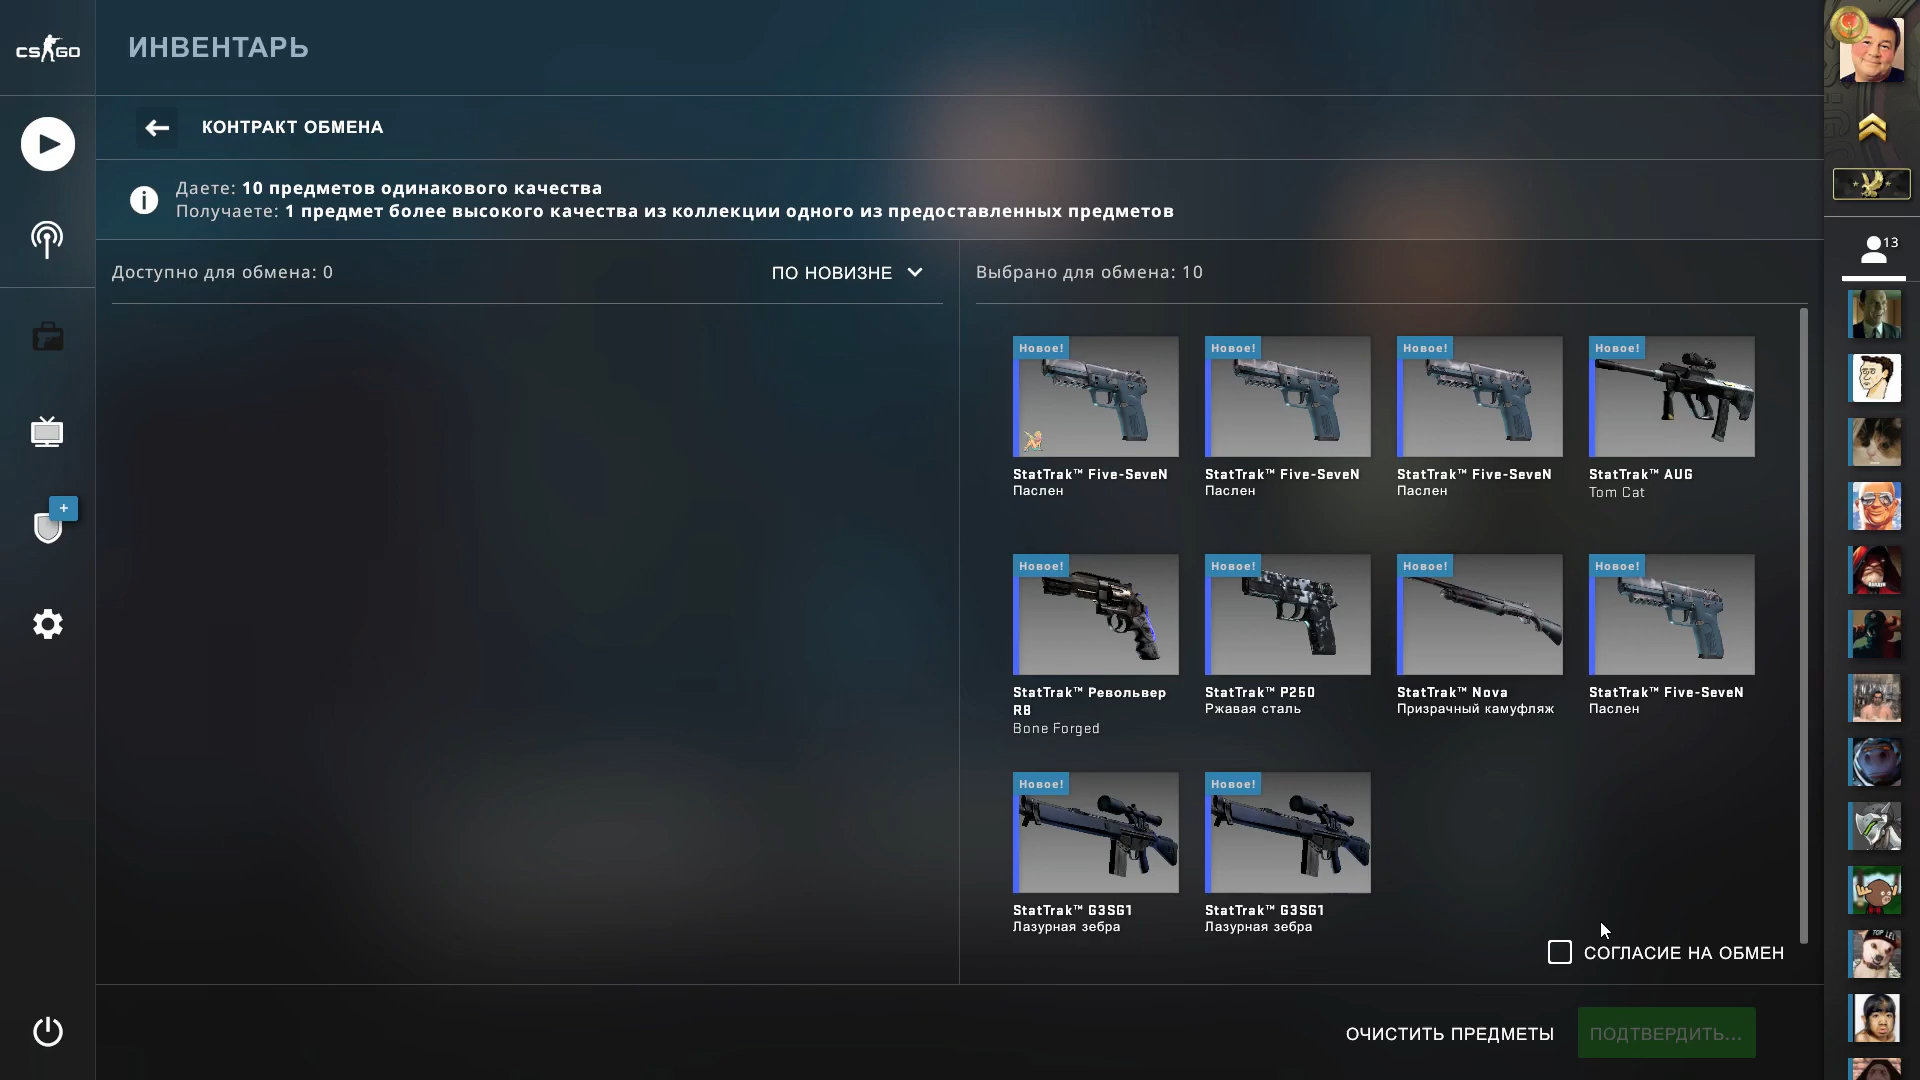 CS GO
ИНВЕНТАРЬ
КОНТРАКТ ОБМЕНА
Даете: 10 предметов одинакового качества
Получаете: 1 предмет более высокого качества из коллекции одного из предоставленных предметов
13
Доступно для обмена: 0
ПО НОВИЗНЕ
Выбрано для обмена: 10
Новое!
Новое!
Новое!
Новое!
StatTrak™ Five-SeveN
Паслен
StatTrak™ Five-SeveN
Паслен
StatTrak™ Five-SeveN
Паслен
StatTrak™ AUG
Tom Cat
+
Новое!
Новое!
Новое!
Новое!
StatTrak™ Револьвер
R8
Bone Forged
StatTrak™ P250
Ржавая сталь
StatTrak™ Nova
Призрачный камуфляж
StatTrak™ Five-SeveN
Паслен
Новое!
Новое!
StatTrak™ G3SG1
Лазурная зебра
StatTrak™ G3SG1
Лазурная зебра
СОГЛАСИЕ НА ОБМЕН
TOP LEL
ОЧИСТИТЬ ПРЕДМЕТЫ
ПОДТВЕРДИТЬ...